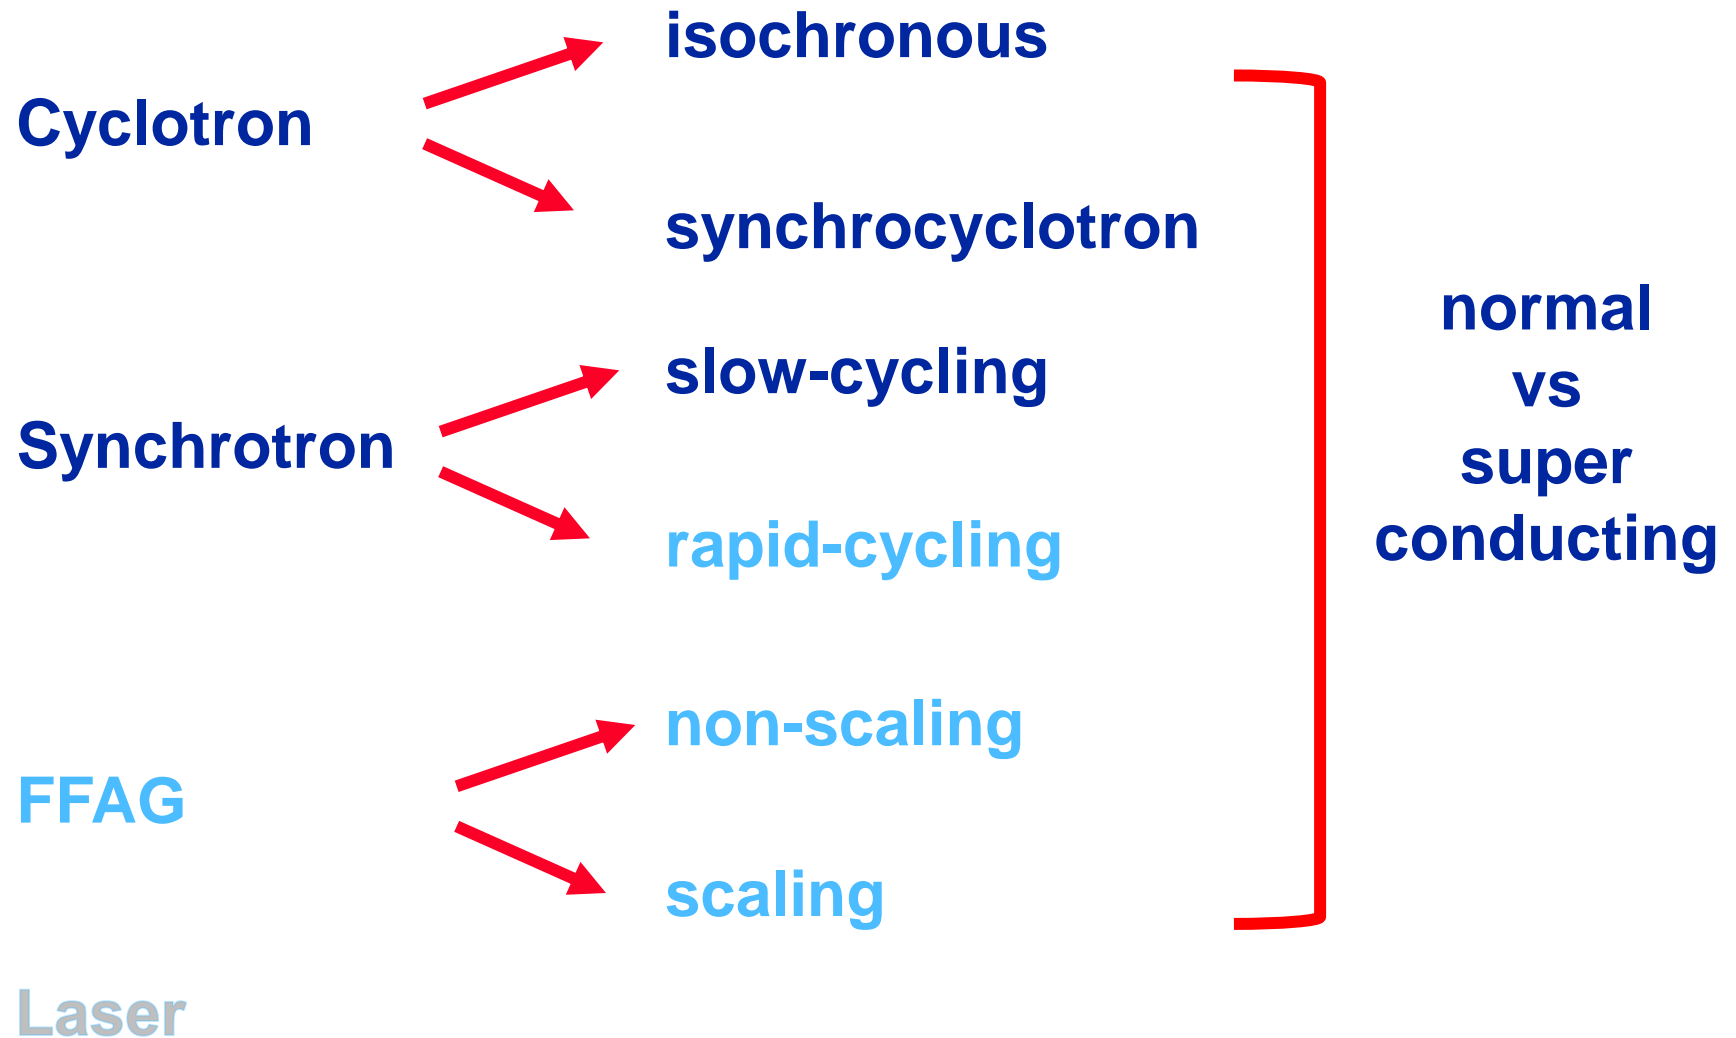 isochronous
Cyclotron
synchrocyclotron
slow-cycling
Synchrotron
rapid-cycling
non-scaling
FFAG
scaling
Laser
normal
vs
super
conducting